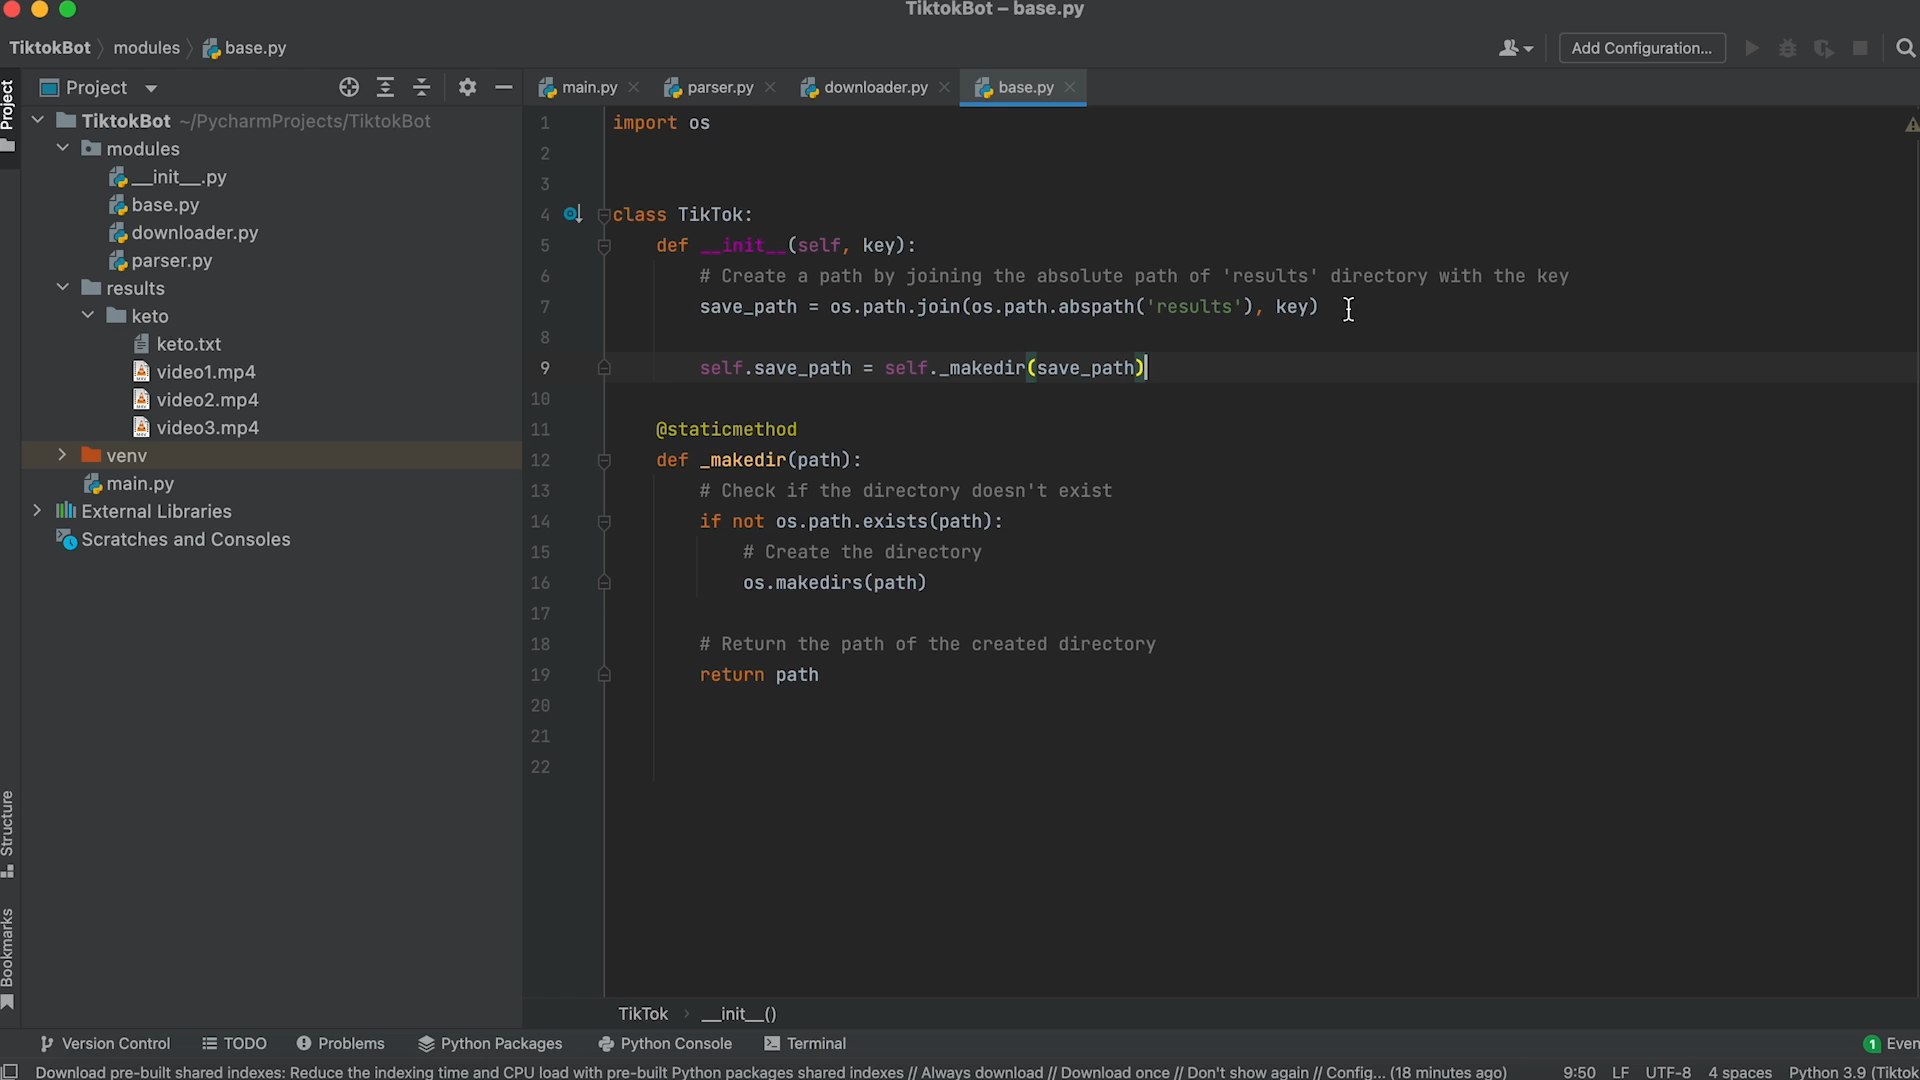 TiktokBot – base.py
TiktokBot modules base.py
Add Configuration...
Project
main.py parser.py downloader.py base.py
Project
TiktokBot ~/PycharmProjects/TiktokBot
modules
__init__.py
base.py
downloader.py
parser.py
results
keto
keto.txt
video1.mp4
video2.mp4
video3.mp4
venv
main.py
External Libraries
Scratches and Consoles
Structure
Bookmarks
1 import os
2
3
4 class TikTok:
5 def __init__(self, key):
6 # Create a path by joining the absolute path of 'results' directory with the key
7 save_path = os.path.join(os.path.abspath('results'), key)
8
9 self.save_path = self._makedir(save_path)
10
11 @staticmethod
12 def _makedir(path):
13 # Check if the directory doesn't exist
14 if not os.path.exists(path):
15 # Create the directory
16 os.makedirs(path)
17
18 # Return the path of the created directory
19 return path
20
21
22
TikTok __init__()
Version Control TODO Problems Python Packages Python Console Terminal 1 Even
Download pre-built shared indexes: Reduce the indexing time and CPU load with pre-built Python packages shared indexes // Always download // Download once // Don't show again // Config... (18 minutes ago) 9:50 LF UTF-8 4 spaces Python 3.9 (Tiktok